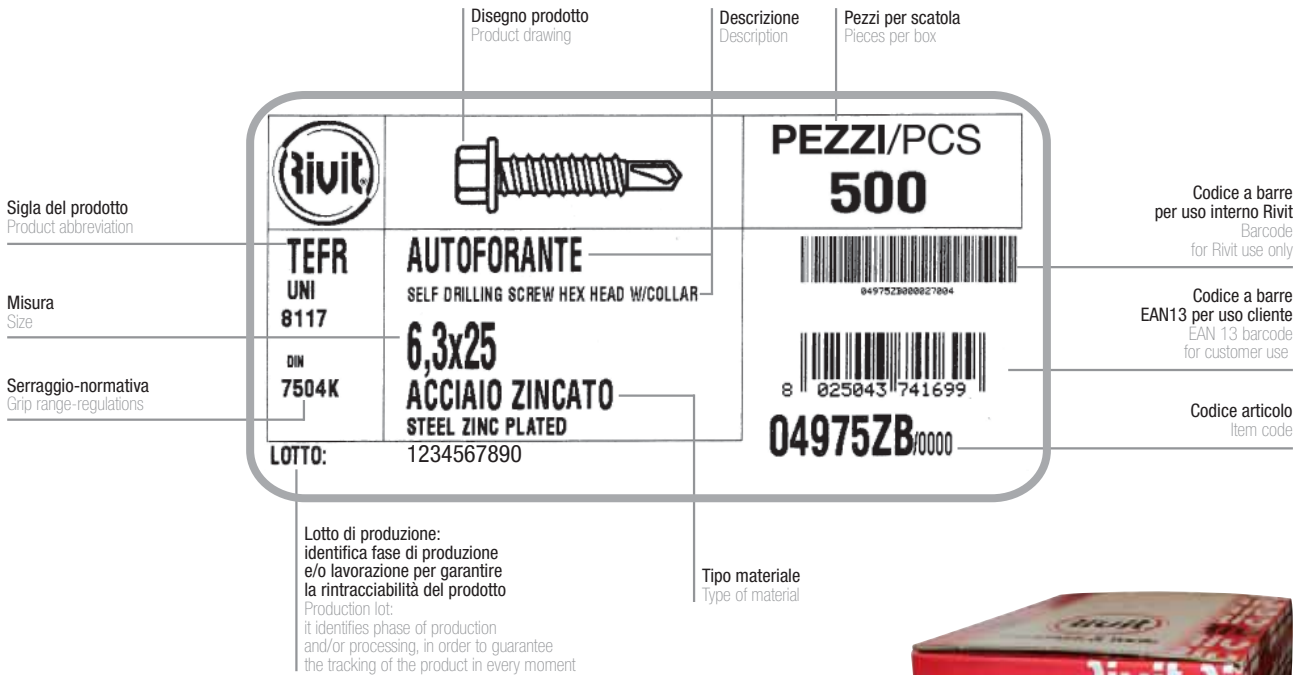 Disegno prodotto
Product drawing
Descrizione
Description
Pezzi per scatola
Pieces per box
Rivit
PEZZI/PCS
500
Sigla del prodotto
Product abbreviation
Misura
Size
Serraggio-normativa
Grip range-regulations
TEFR
UNI
8117
DIN
7504K
AUTOFORANTE
SELF DRILLING SCREW HEX HEAD W/COLLAR
6,3x25
ACCIAIO ZINCATO
STEEL ZINC PLATED
LOTTO: 1234567890
04975ZB000027004
8 025043 741699
04975ZB/0000
Codice a barre
per uso interno Rivit
Barcode
for Rivit use only
Codice a barre
EAN13 per uso cliente
EAN 13 barcode
for customer use
Codice articolo
Item code
Lotto di produzione:
identifica fase di produzione
e/o lavorazione per garantire
la rintracciabilità del prodotto
Production lot:
it identifies phase of production
and/or processing, in order to guarantee
the tracking of the product in every moment
Tipo materiale
Type of material
Rivit